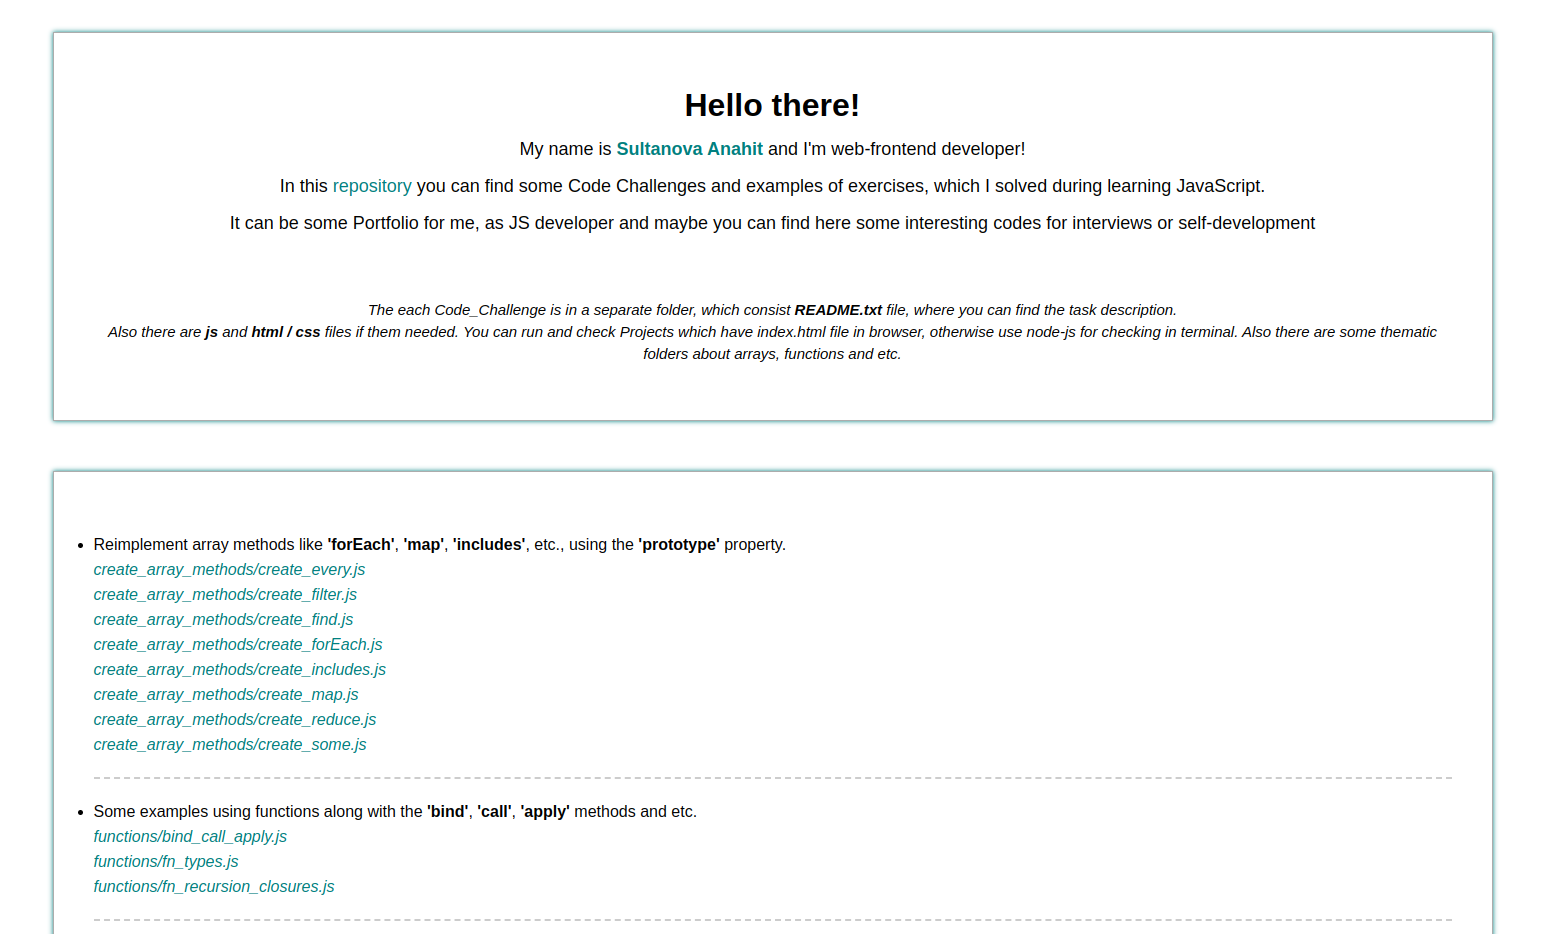 Hello there!
My name is Sultanova Anahit and I'm web-frontend developer!
In this repository you can find some Code Challenges and examples of exercises, which I solved during learning JavaScript.
It can be some Portfolio for me, as JS developer and maybe you can find here some interesting codes for interviews or self-development
The each Code_Challenge is in a separate folder, which consist README.txt file, where you can find the task description.
Also there are js and html / css files if them needed. You can run and check Projects which have index.html file in browser, otherwise use node-js for checking in terminal. Also there are some thematic
folders about arrays, functions and etc.
Reimplement array methods like 'forEach', 'map', 'includes', etc., using the 'prototype' property.
create_array_methods/create_every.js
create_array_methods/create_filter.js
create_array_methods/create_find.js
create_array_methods/create_forEach.js
create_array_methods/create_includes.js
create_array_methods/create_map.js
create_array_methods/create_reduce.js
create_array_methods/create_some.js
Some examples using functions along with the 'bind', 'call', 'apply' methods and etc.
functions/bind_call_apply.js
functions/fn_types.js
functions/fn_recursion_closures.js